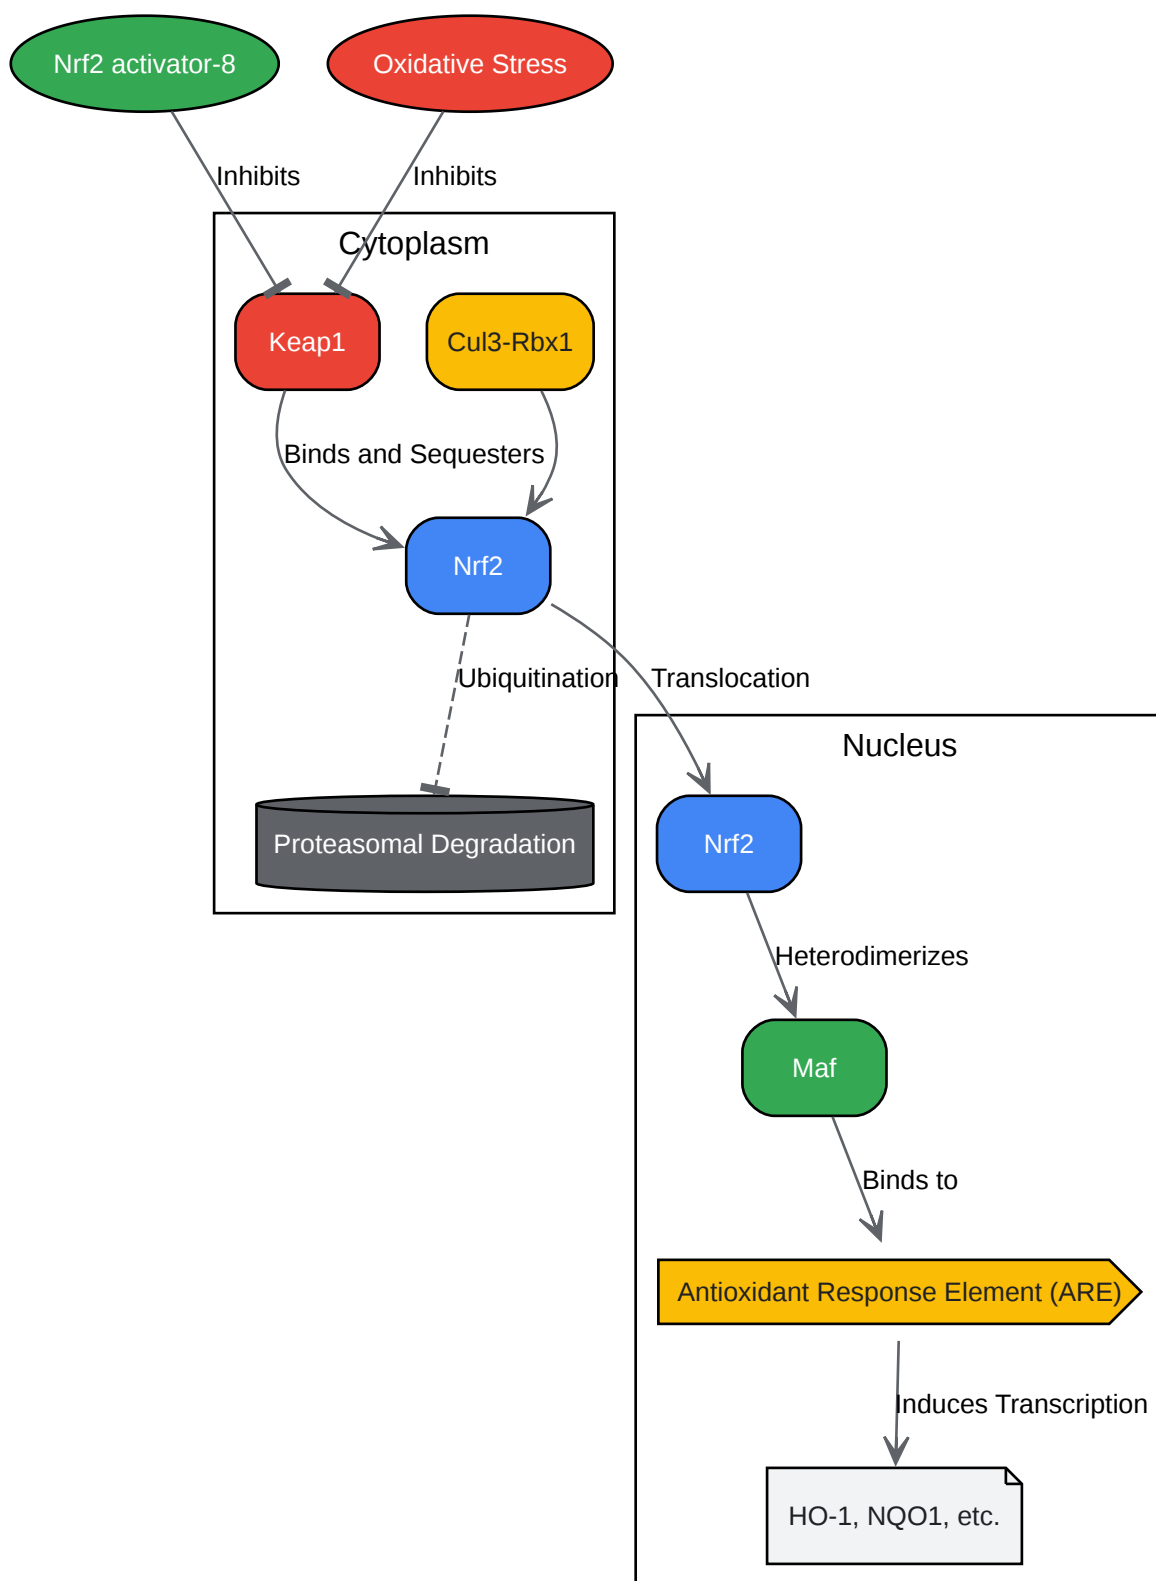 Nrf2 activator-8
Oxidative Stress
Inhibits
Inhibits
Cytoplasm
Keap1
Cul3-Rbx1
Binds and Sequesters
Nrf2
Ubiquitination
Translocation
Nucleus
Proteasomal Degradation
Nrf2
Heterodimerizes
Maf
Binds to
Antioxidant Response Element (ARE)
Induces Transcription
HO-1, NQO1, etc.